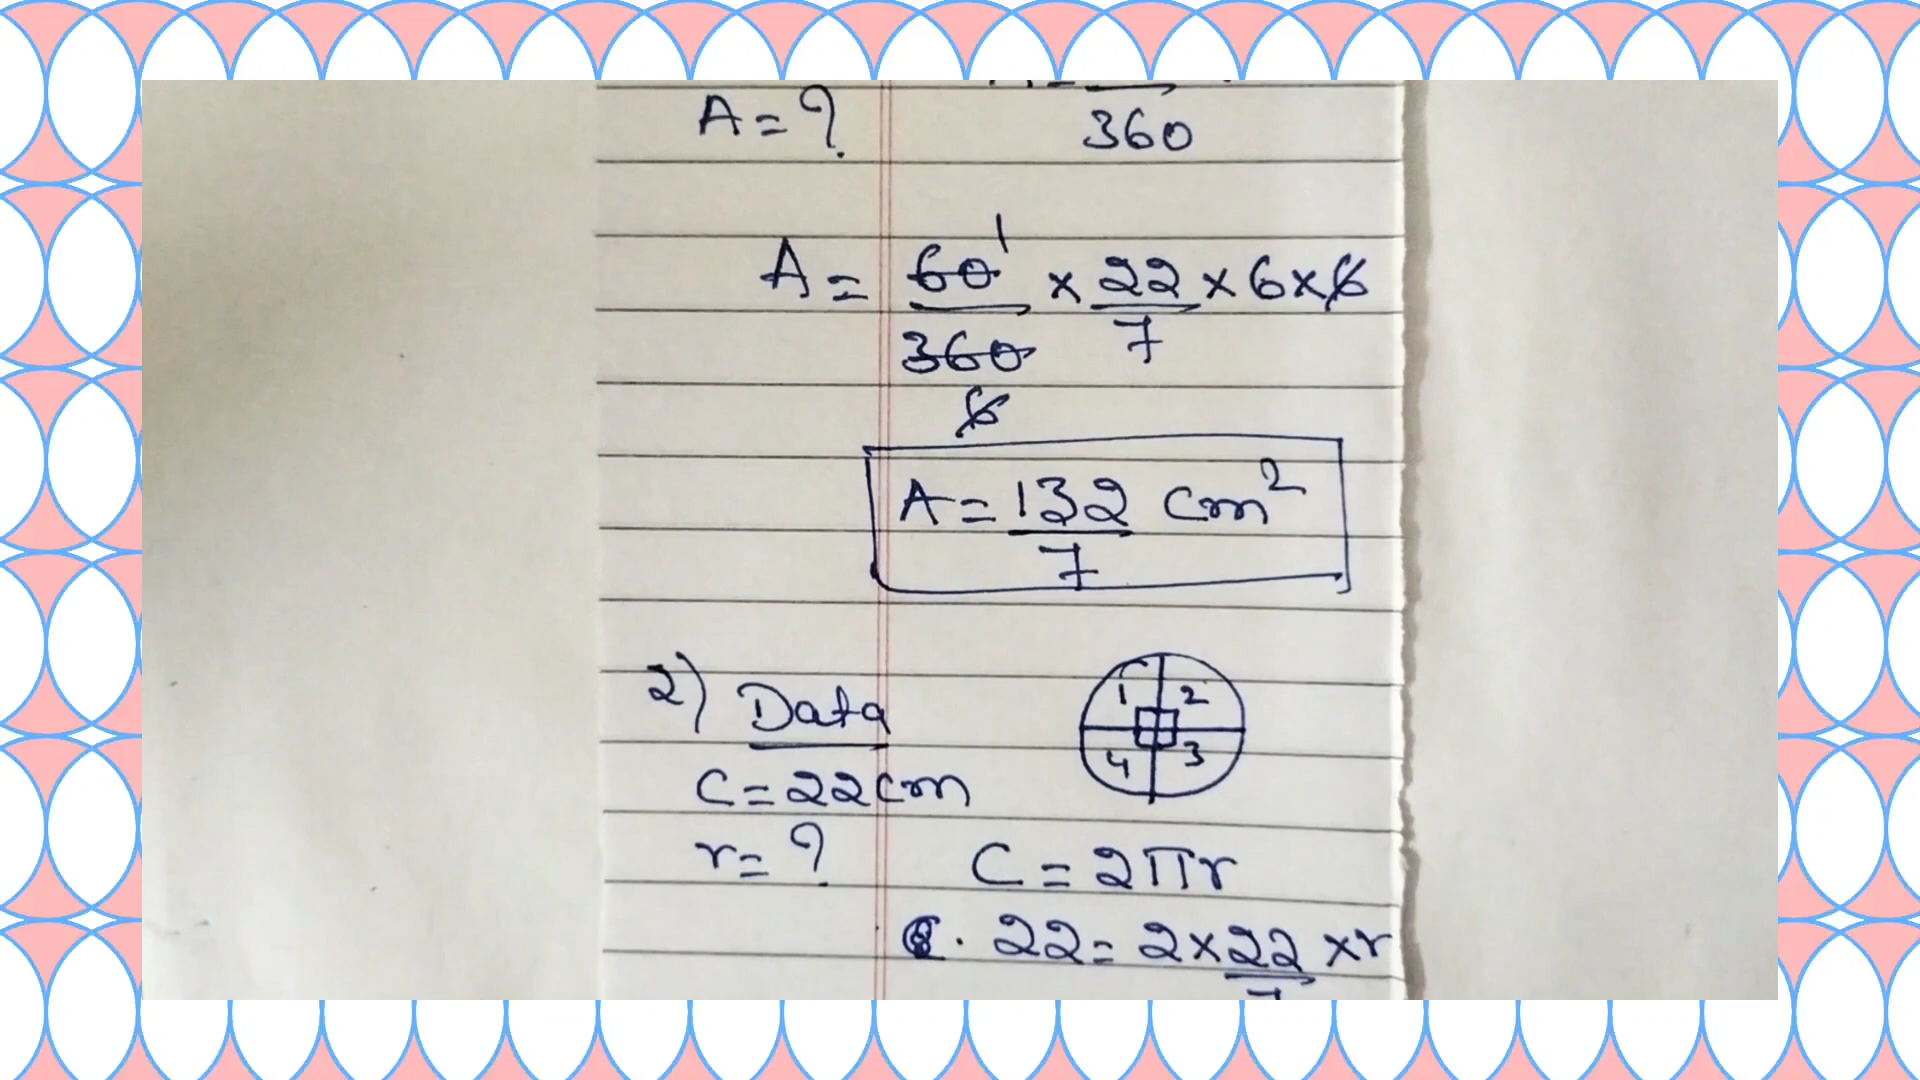 A = ?
360
A = 60 1 × 22 × 6 × 6
360 7
6
A = 132 cm²
7
2) Data
1 2
4 3
C = 22cm
r = ?
C = 2πr
22 = 2 × 22 × r